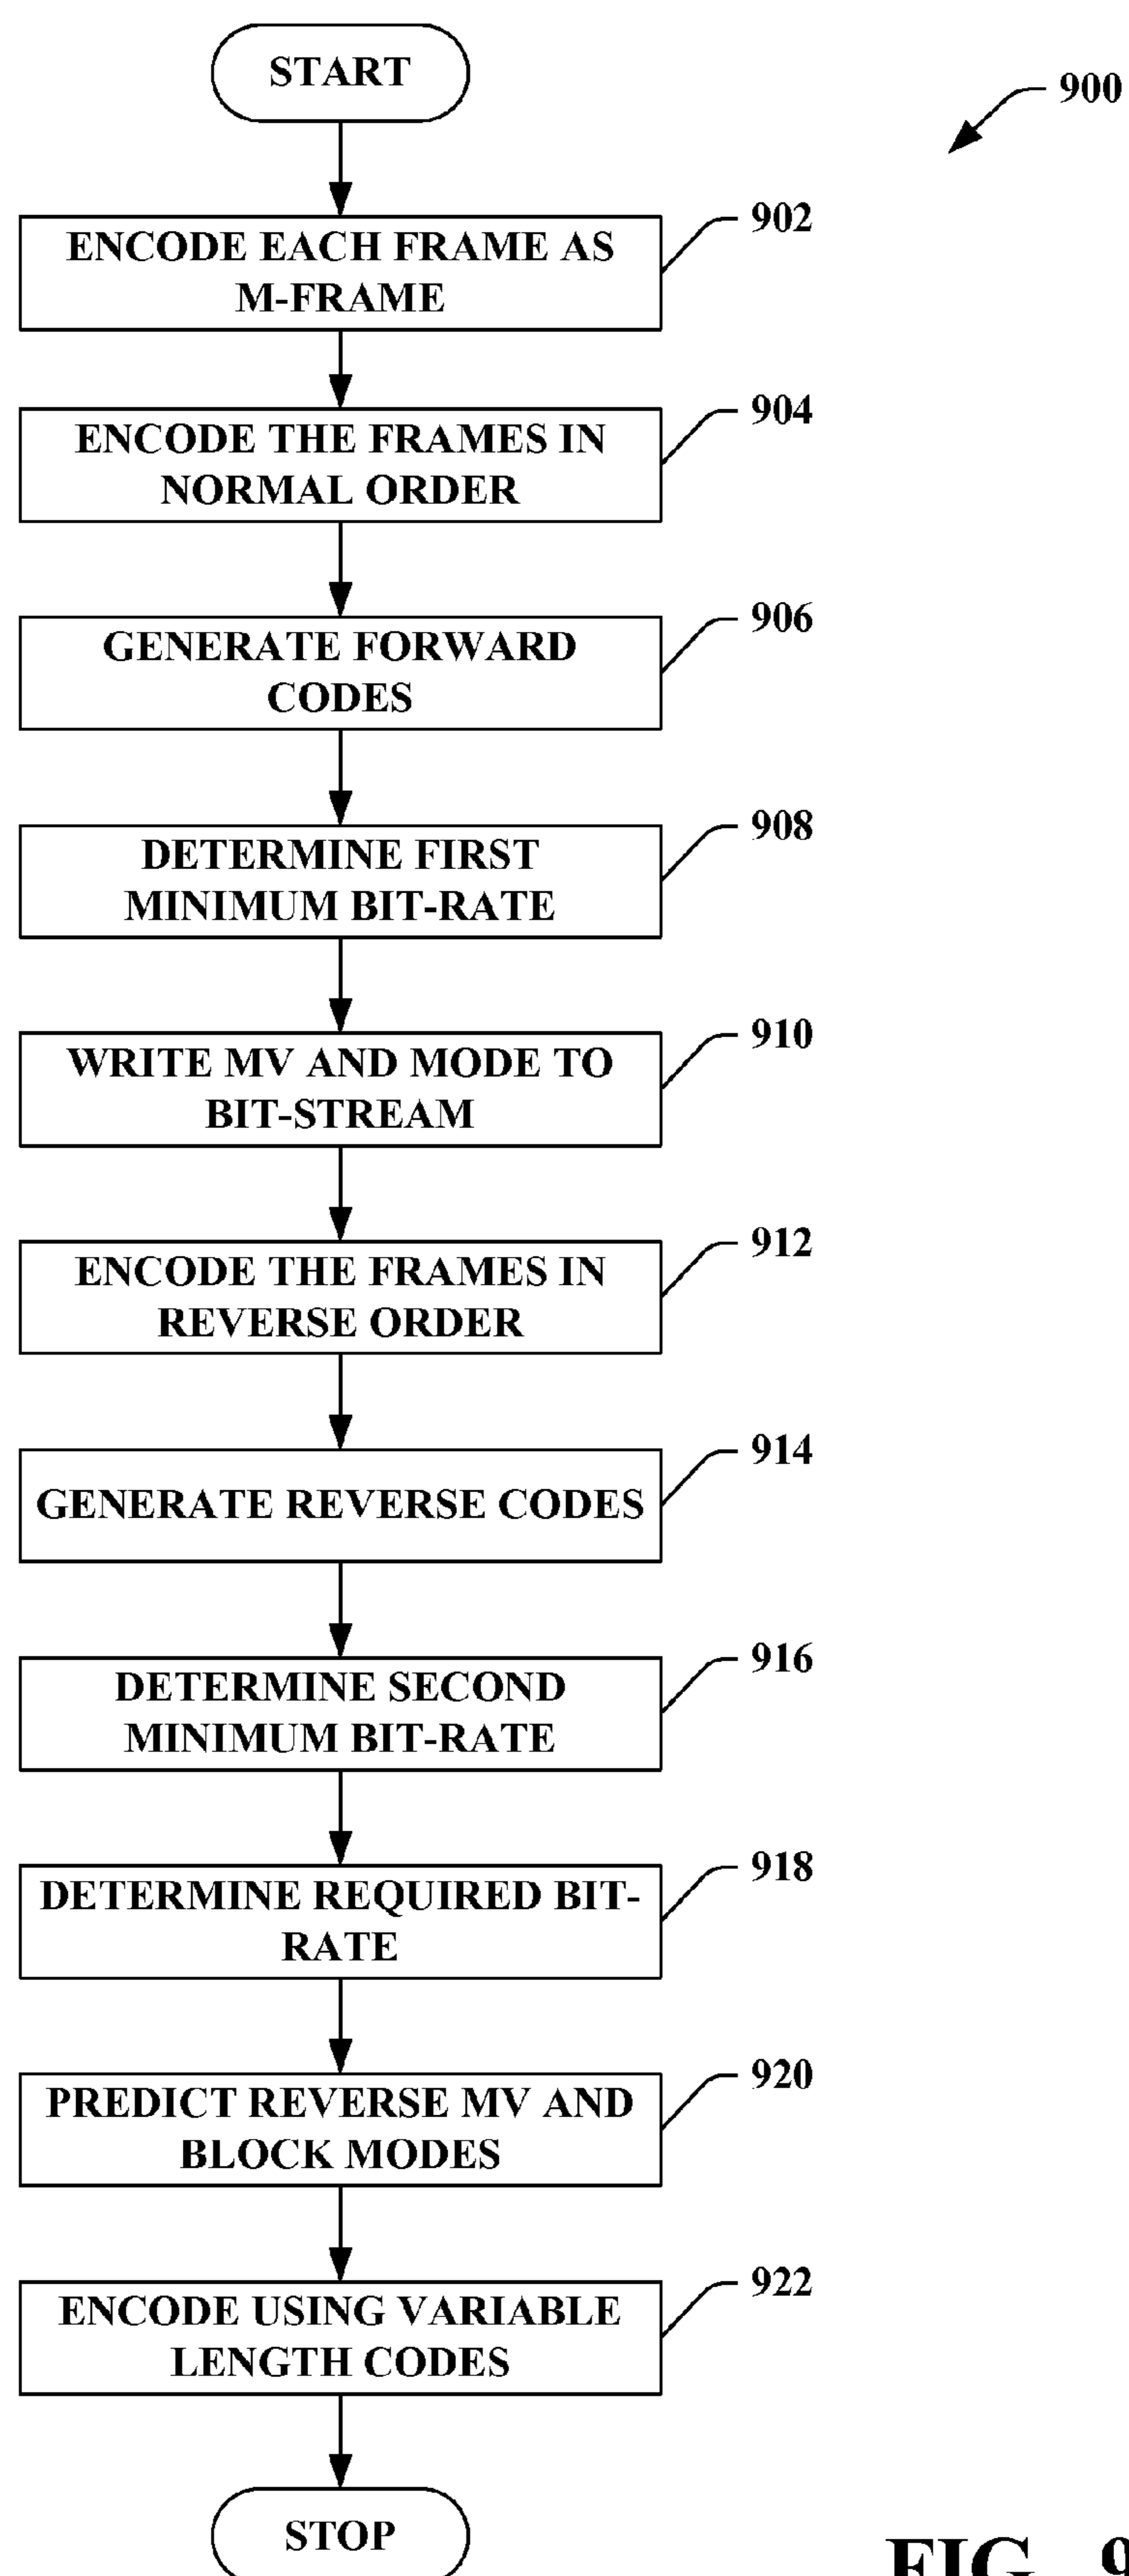 START
900
902
ENCODE EACH FRAME AS
M-FRAME
904
ENCODE THE FRAMES IN
NORMAL ORDER
906
GENERATE FORWARD
CODES
908
DETERMINE FIRST
MINIMUM BIT-RATE
910
WRITE MV AND MODE TO
BIT-STREAM
912
ENCODE THE FRAMES IN
REVERSE ORDER
914
GENERATE REVERSE CODES
916
DETERMINE SECOND
MINIMUM BIT-RATE
918
DETERMINE REQUIRED BIT-
RATE
920
PREDICT REVERSE MV AND
BLOCK MODES
922
ENCODE USING VARIABLE
LENGTH CODES
STOP
FIG. 9